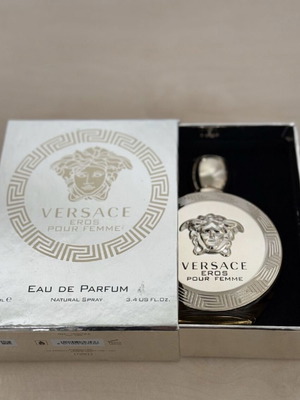 VERSACE
EROS
POUR FEMME
EAU DE PARFUM
NATURAL SPRAY
3.4 US FL.OZ.
VERSACE
EROS
POUR FEMME